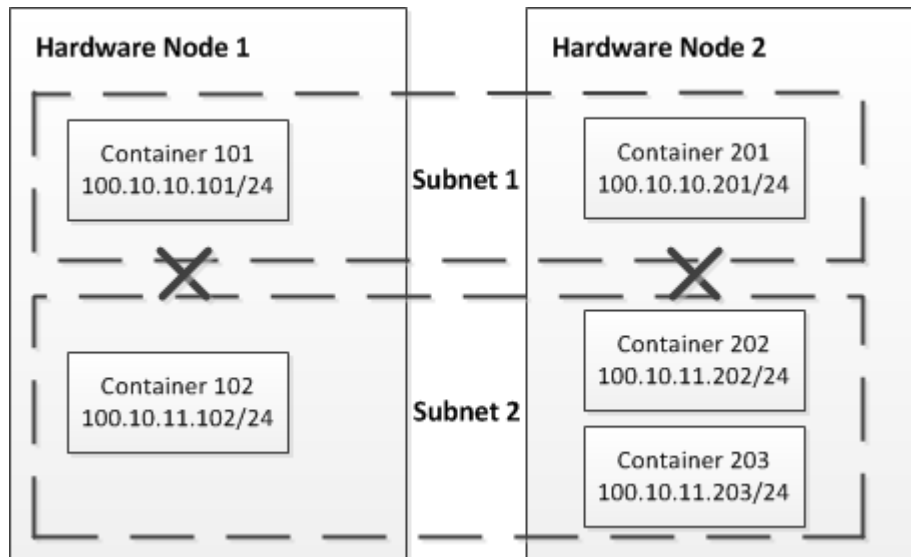 Hardware Node 1
Hardware Node 2
Container 101
100.10.10.101/24
Subnet 1
Container 201
100.10.10.201/24
Container 102
100.10.11.102/24
Subnet 2
Container 202
100.10.11.202/24
Container 203
100.10.11.203/24